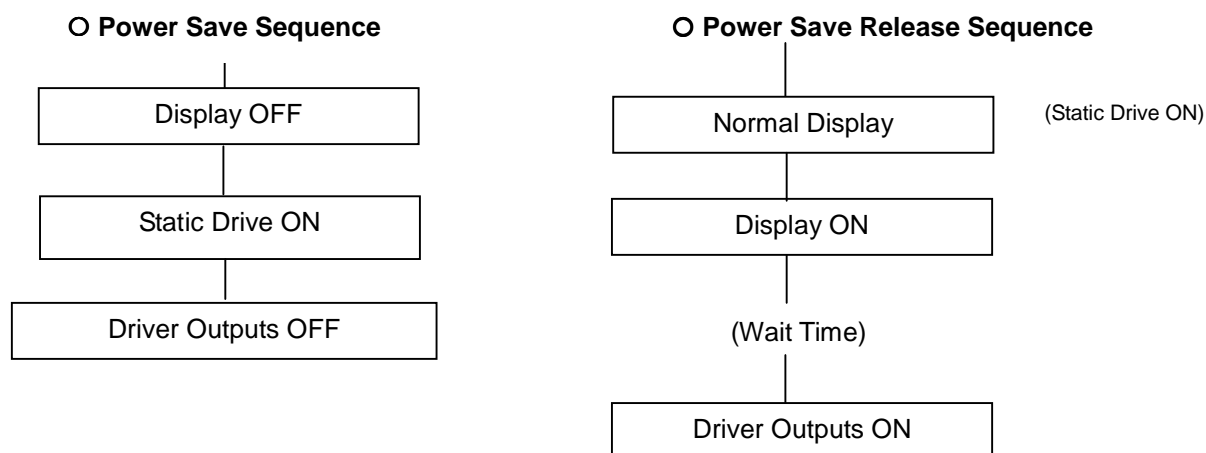 O Power Save Sequence
Display OFF
Static Drive ON
Driver Outputs OFF
O Power Save Release Sequence
Normal Display
(Static Drive ON)
Display ON
(Wait Time)
Driver Outputs ON